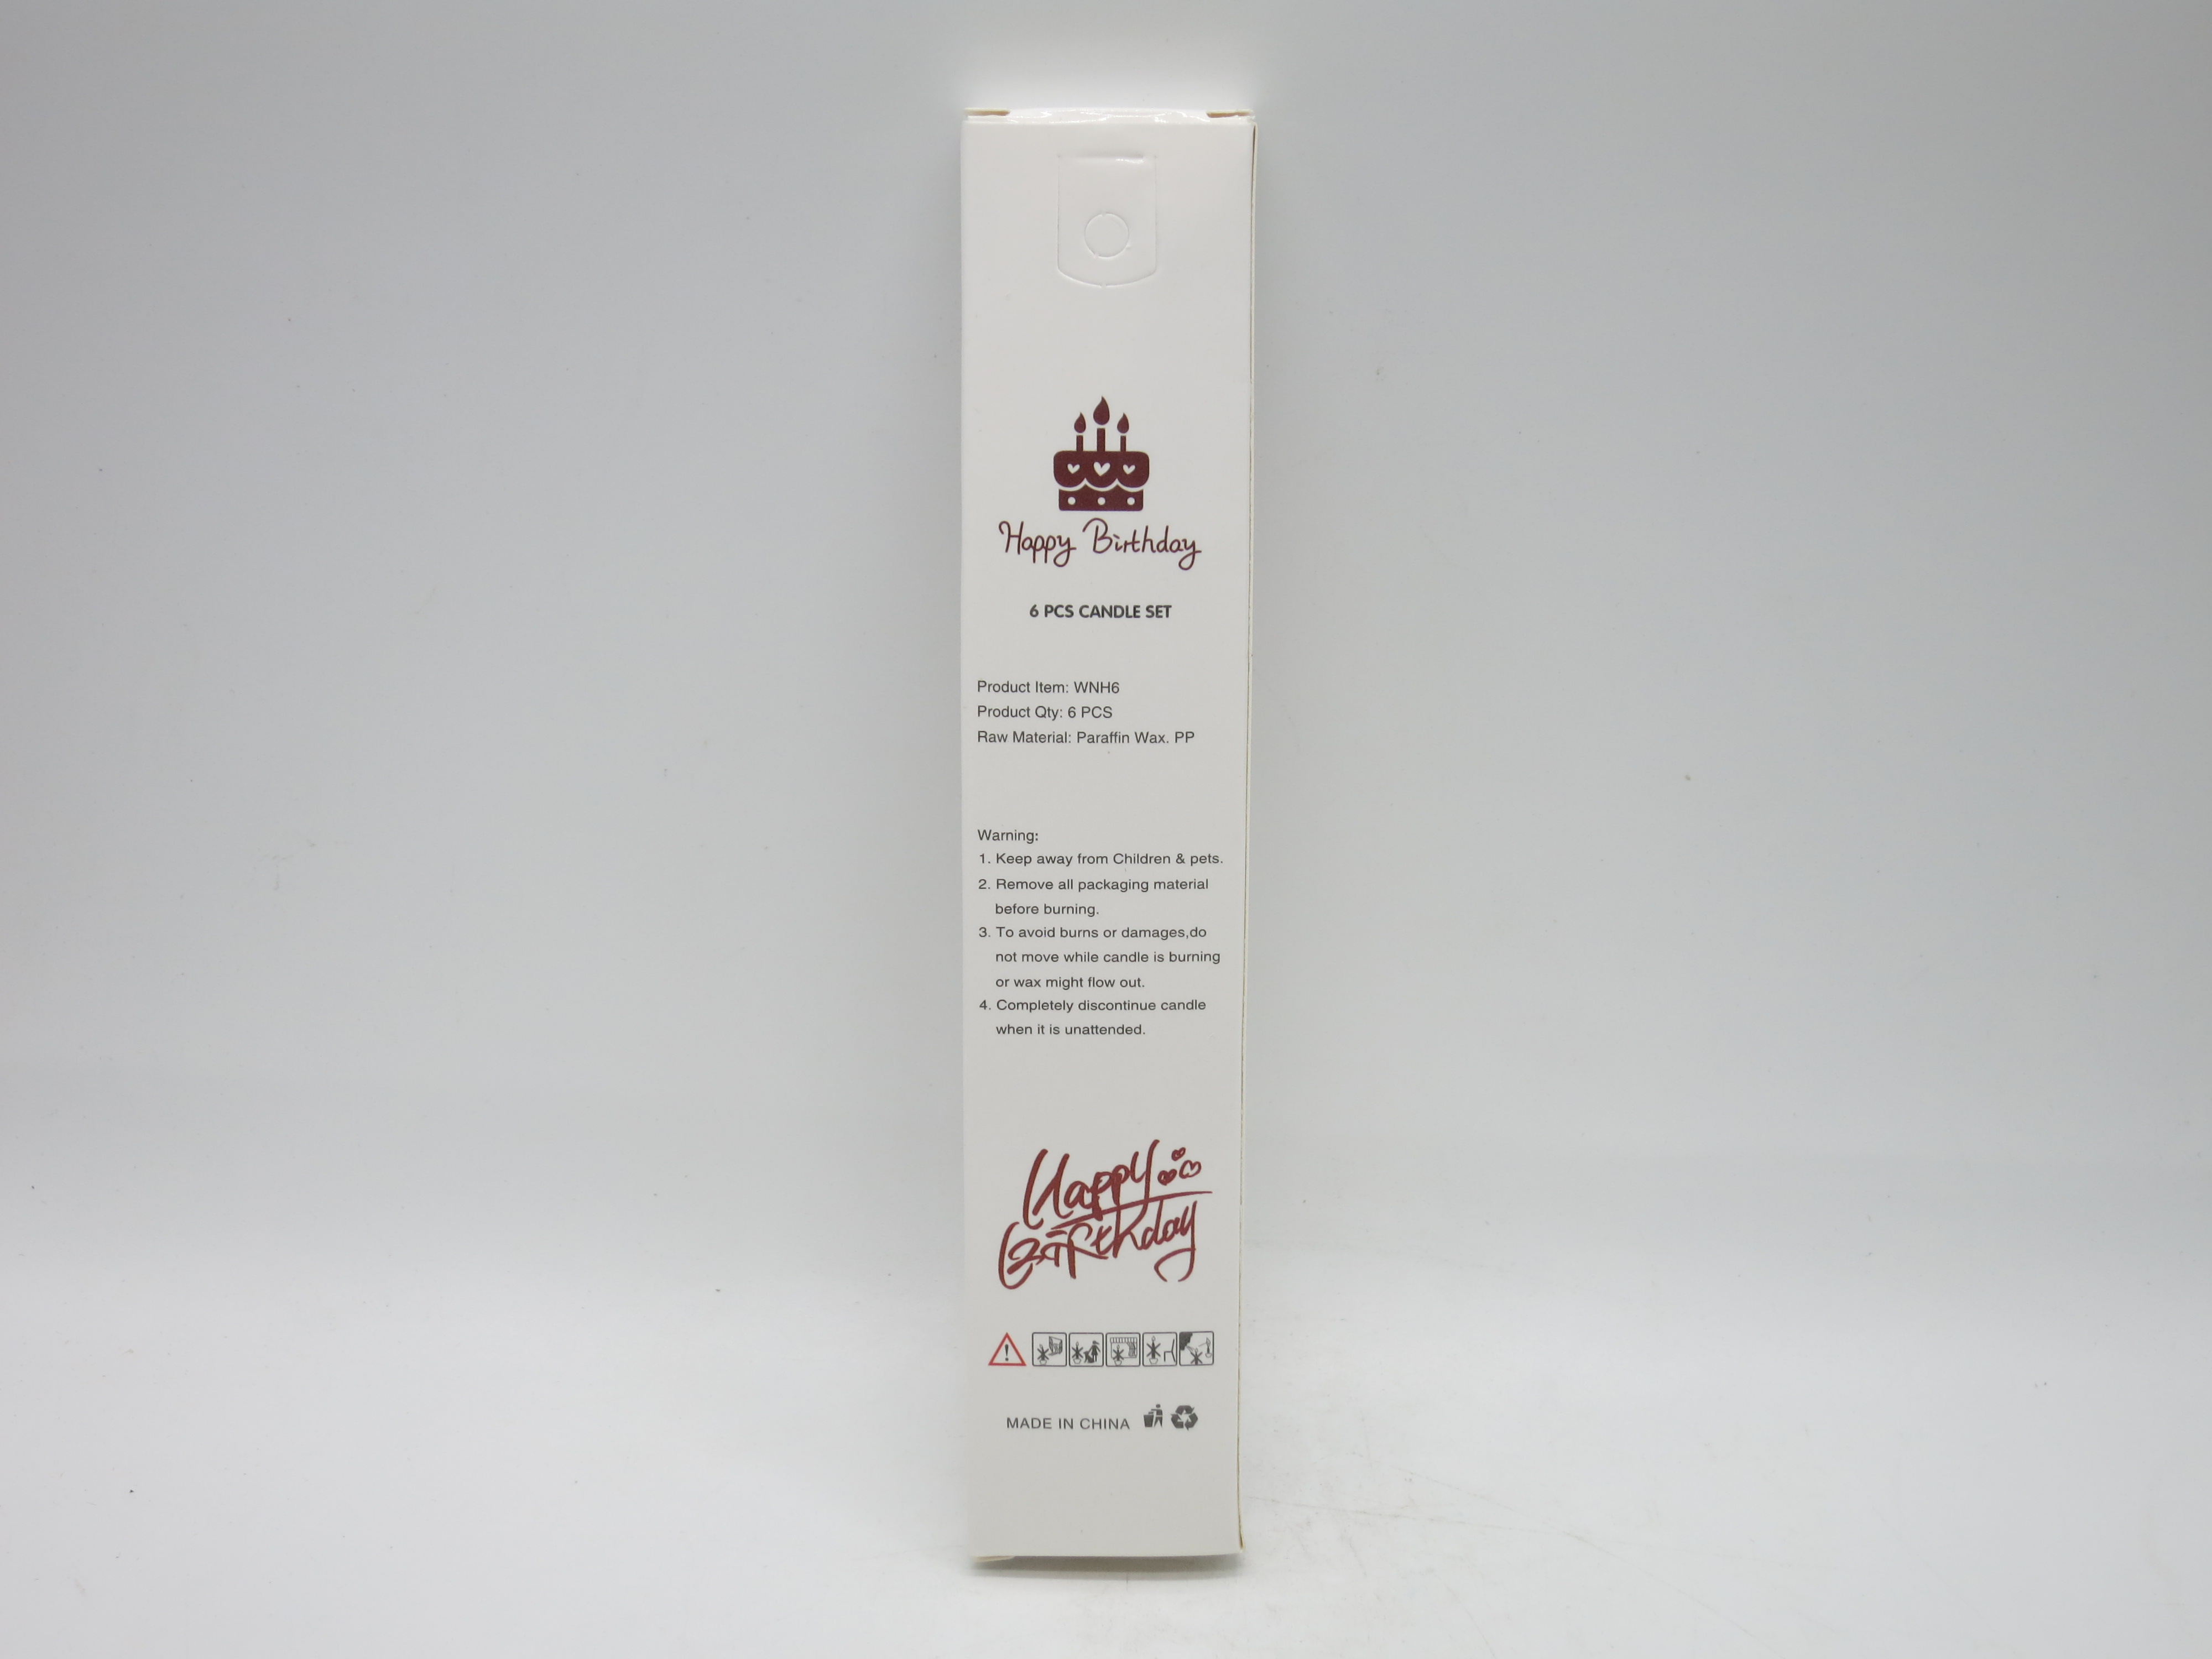 Happy Birthday
6 PCS CANDLE SET
Product Item: WNH6
Product Qty: 6 PCS
Raw Material: Paraffin Wax. PP
Warning:
1. Keep away from Children & pets.
2. Remove all packaging material
before burning.
3. To avoid burns or damages,do
not move while candle is burning
or wax might flow out.
4. Completely discontinue candle
when it is unattended.
Happy
Birthday
MADE IN CHINA